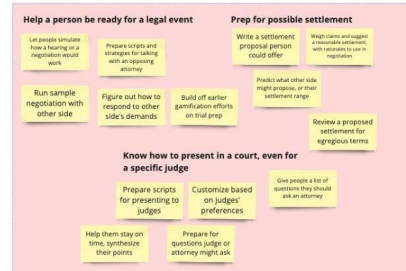 Help a person be ready for a legal event
Let people simulate
how a hearing or a
negotiation would
work
Prepare scripts and
strategies for talking
with an opposing
attorney
Run sample
negotiation with
other side
Figure out how to
respond to other
side's demands
Build off earlier
gamification efforts
on trial prep
Prep for possible settlement
Write a settlement
proposal person
could offer
Weigh claims and suggest
a reasonable settlement,
with rationales to use in
negotiation
Predict what other side
might propose, or their
settlement range
Review a proposed
settlement for
egregious terms
Know how to present in a court, even for
a specific judge
Prepare scripts
for presenting to
judges
Customize based
on judges'
preferences
Give people a list of
questions they should
ask an attorney
Help them stay on
time, synthesize
their points
Prepare for
questions judge or
attorney might ask